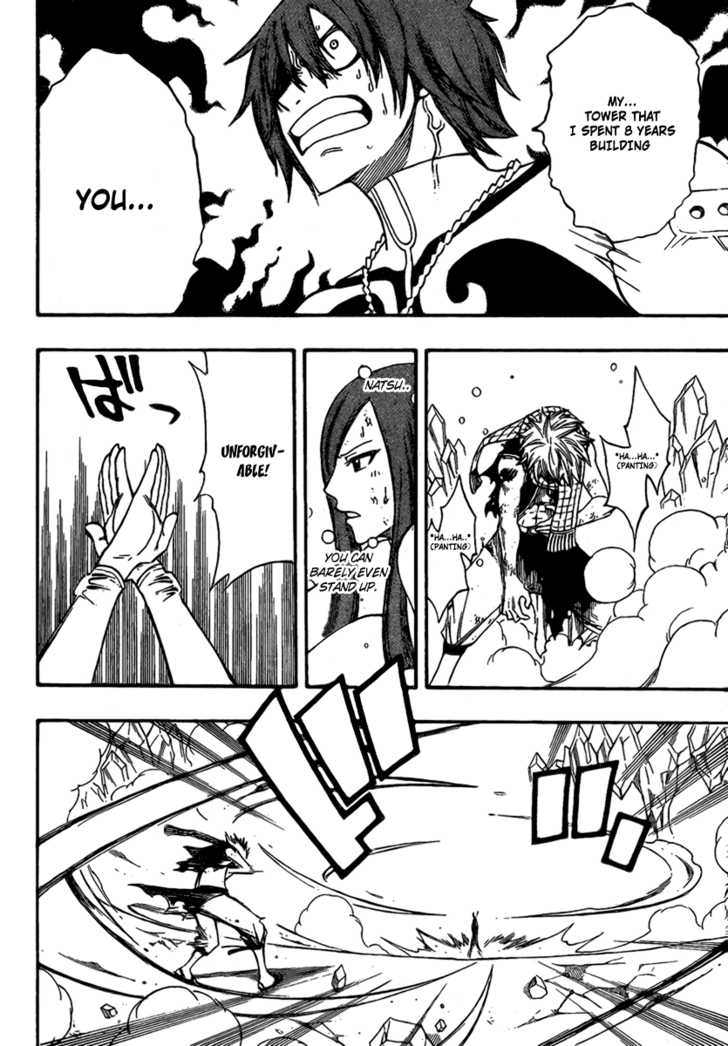 MY...
TOWER THAT
I SPENT 8 YEARS
BUILDING
YOU...
*HA...HA...*
(PANTING)
*HA...HA..*
(PANTING)
NATSU..
YOU CAN
BARELY EVEN
STAND UP.
UNFORGIV-
ABLE!
ばっ